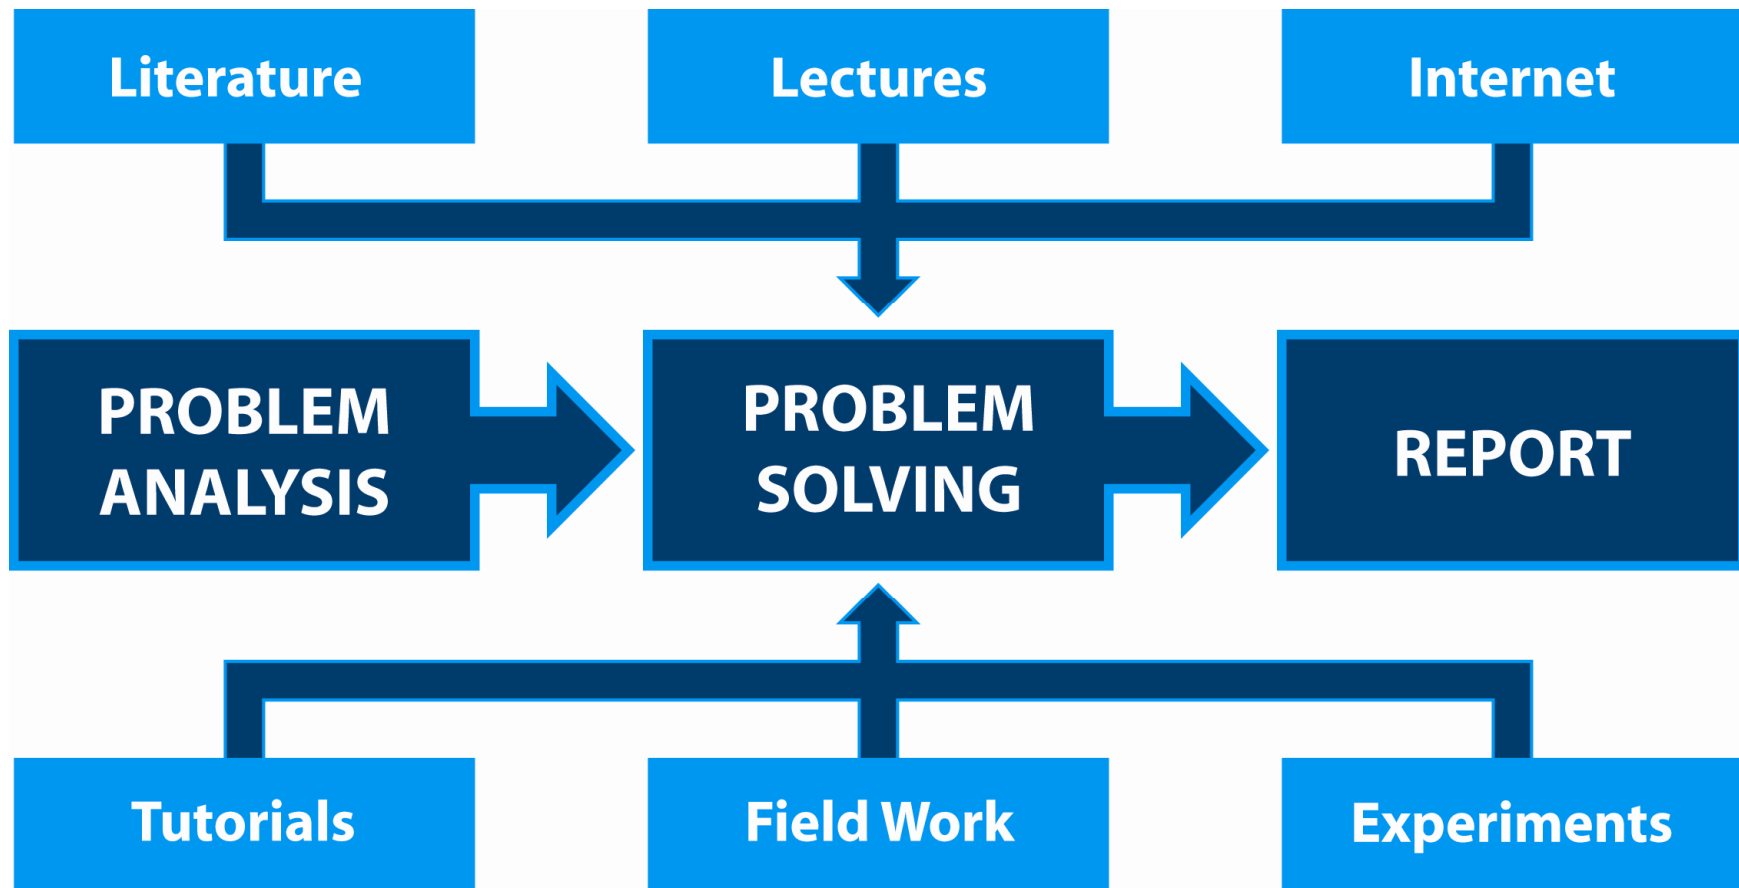 Literature
Lectures
Internet
PROBLEM
ANALYSIS
PROBLEM
SOLVING
REPORT
Tutorials
Field Work
Experiments